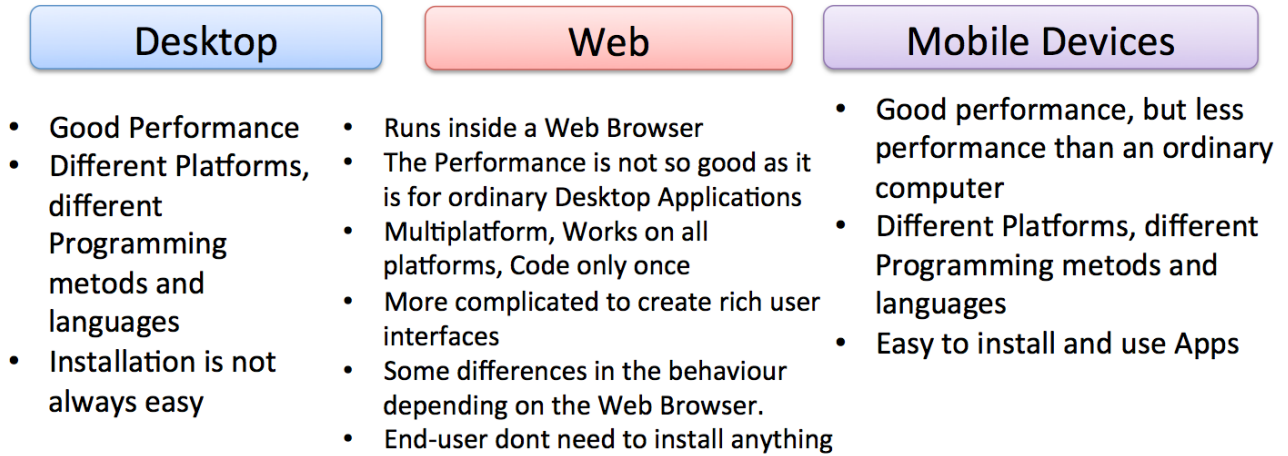 Desktop
• Good Performance
• Different Platforms,
different
Programming
metods and
languages
• Installation is not
always easy
Web
• Runs inside a Web Browser
• The Performance is not so good as it
is for ordinary Desktop Applications
• Multiplatform, Works on all
platforms, Code only once
• More complicated to create rich user
interfaces
• Some differences in the behaviour
depending on the Web Browser.
• End-user dont need to install anything
Mobile Devices
• Good performance, but less
performance than an ordinary
computer
• Different Platforms, different
Programming metods and
languages
• Easy to install and use Apps